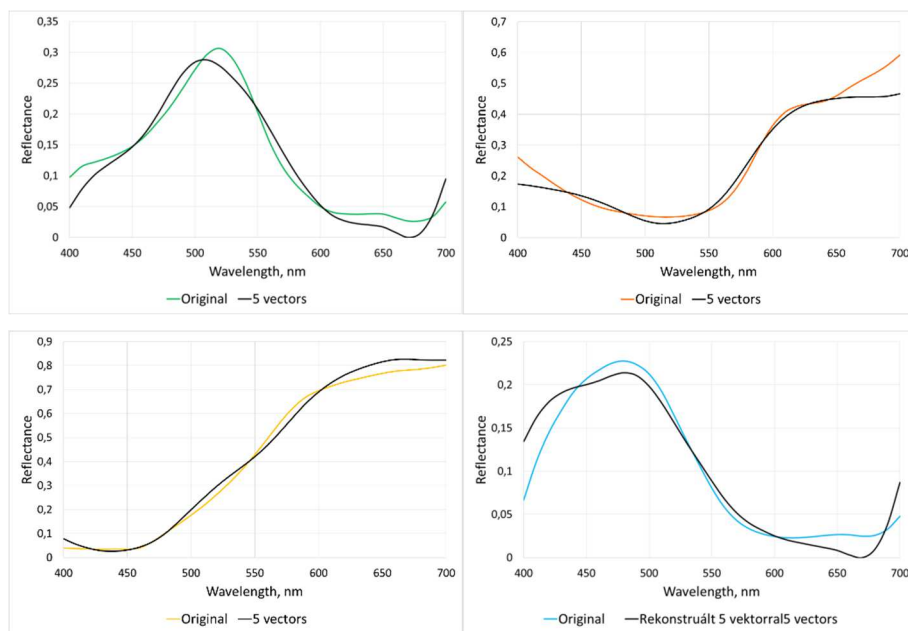 0,35
0,3
0,25
0,2
0,15
0,1
0,05
0
Reflectance
400 450 500 550 600 650 700
Wavelength, nm
Original 5 vectors
0,7
0,6
0,5
0,4
0,3
0,2
0,1
0
Reflectance
400 450 500 550 600 650 700
Wavelength, nm
Original 5 vectors
0,9
0,8
0,7
0,6
0,5
0,4
0,3
0,2
0,1
0
Reflectance
400 450 500 550 600 650 700
Wavelength, nm
Original 5 vectors
0,25
0,2
0,15
0,1
0,05
0
Reflectance
400 450 500 550 600 650 700
Wavelength, nm
Original Rekonstruált 5 vektorral5 vectors